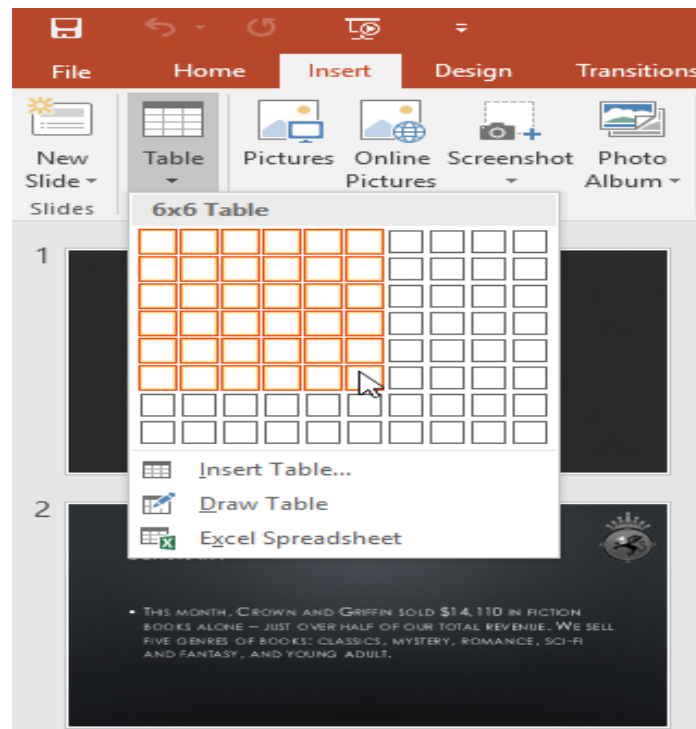 File Home Insert Design Transitions
New Slide
Table
Pictures
Online Pictures
Screenshot
Photo Album
Slides
6x6 Table
1
Insert Table...
Draw Table
Excel Spreadsheet
2
• This month, Crown and Griffin sold $14,110 in fiction
books alone – just over half of our total revenue. We sell
five genres of books: classics, mystery, romance, sci-fi
and fantasy, and young adult.